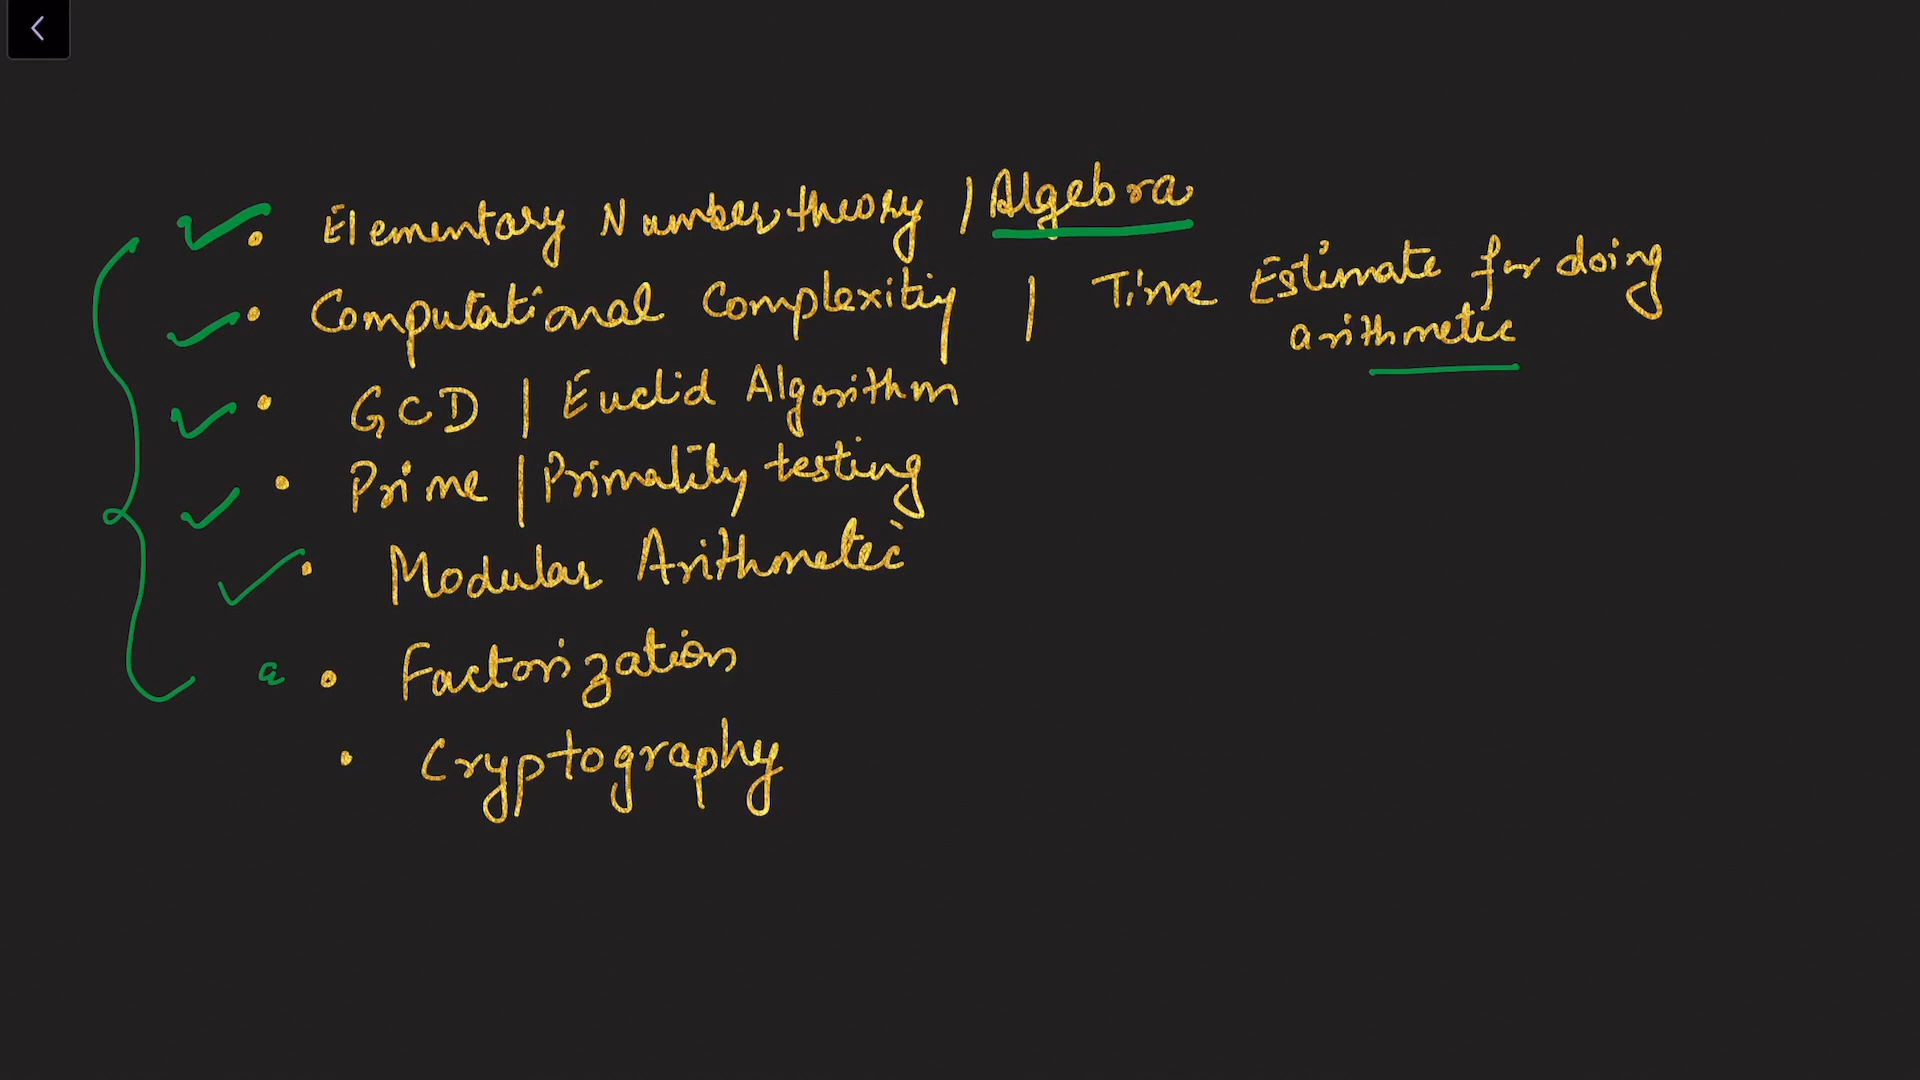 • Elementary Number theory | Algebra
• Computational Complexitiy | Time Estimate for doing
arithmetic
• GCD | Euclid Algorithm
• Prime | Primality testing
• Modular Arithmetic
• Factorization
• Cryptography